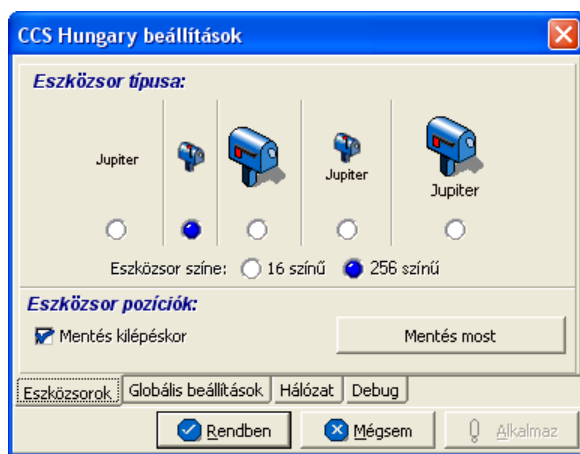 CCS Hungary beállítások
Eszközsor típusa:
Jupiter
Jupiter
Jupiter
Eszközsor színe: 16 színű 256 színű
Eszközsor pozíciók:
Mentés kilépéskor Mentés most
Eszközsorok Globális beállítások Hálózat Debug
Rendben Mégsem Alkalmaz